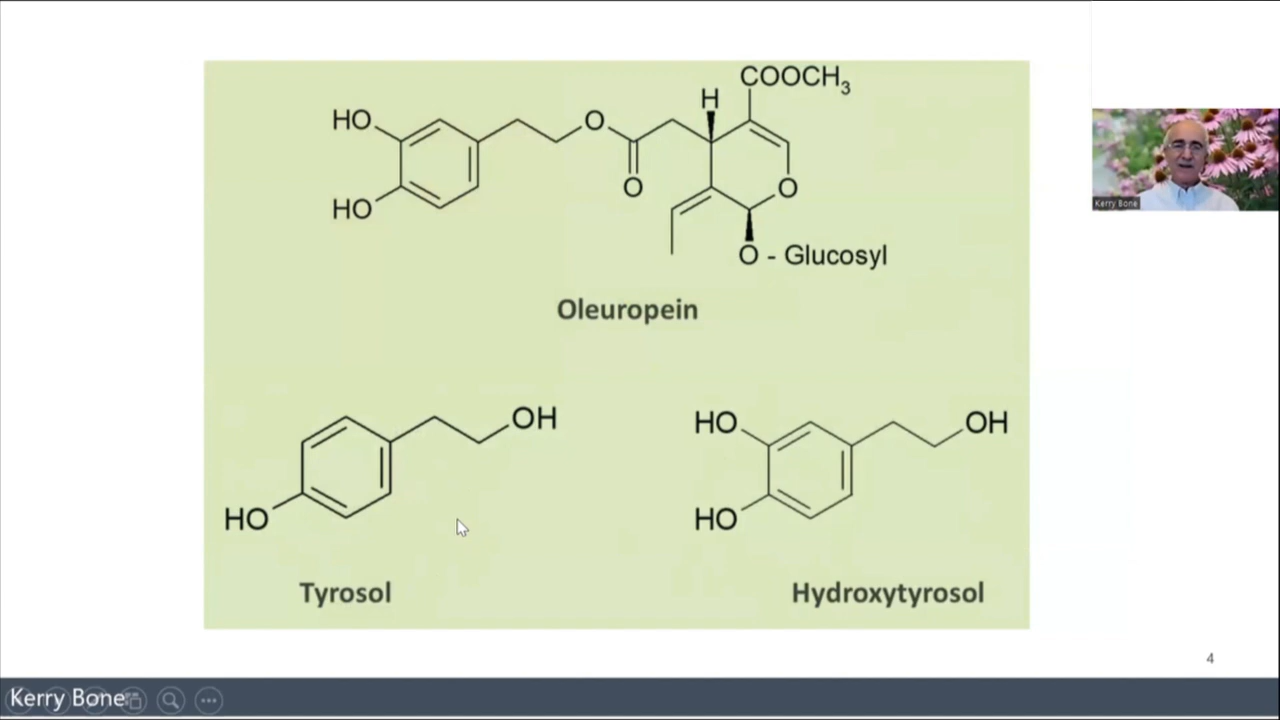 COOCH3
H
HO
O
HO
O
O
O - Glucosyl
Oleuropein
OH
HO
Tyrosol
HO
OH
HO
Hydroxytyrosol
4
Kerry Bone
Kerry Bone